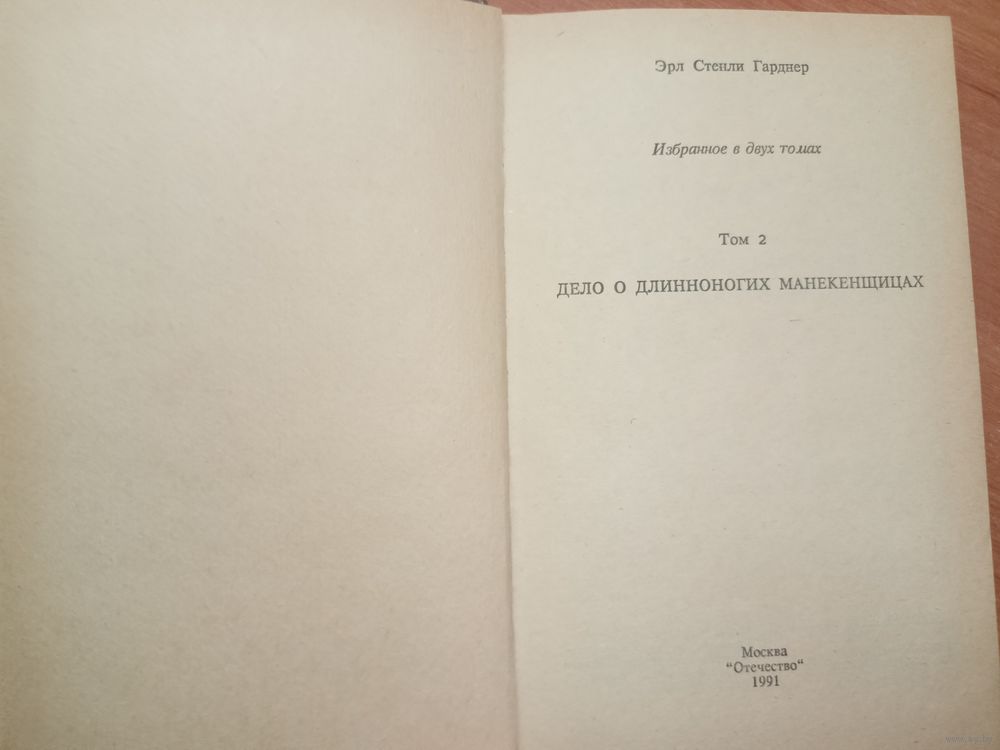 Эрл Стенли Гарднер
Избранное в двух томах
Том 2
ДЕЛО О ДЛИННОНОГИХ МАНЕКЕНЩИЦАХ
Москва
"Отечество"
1991